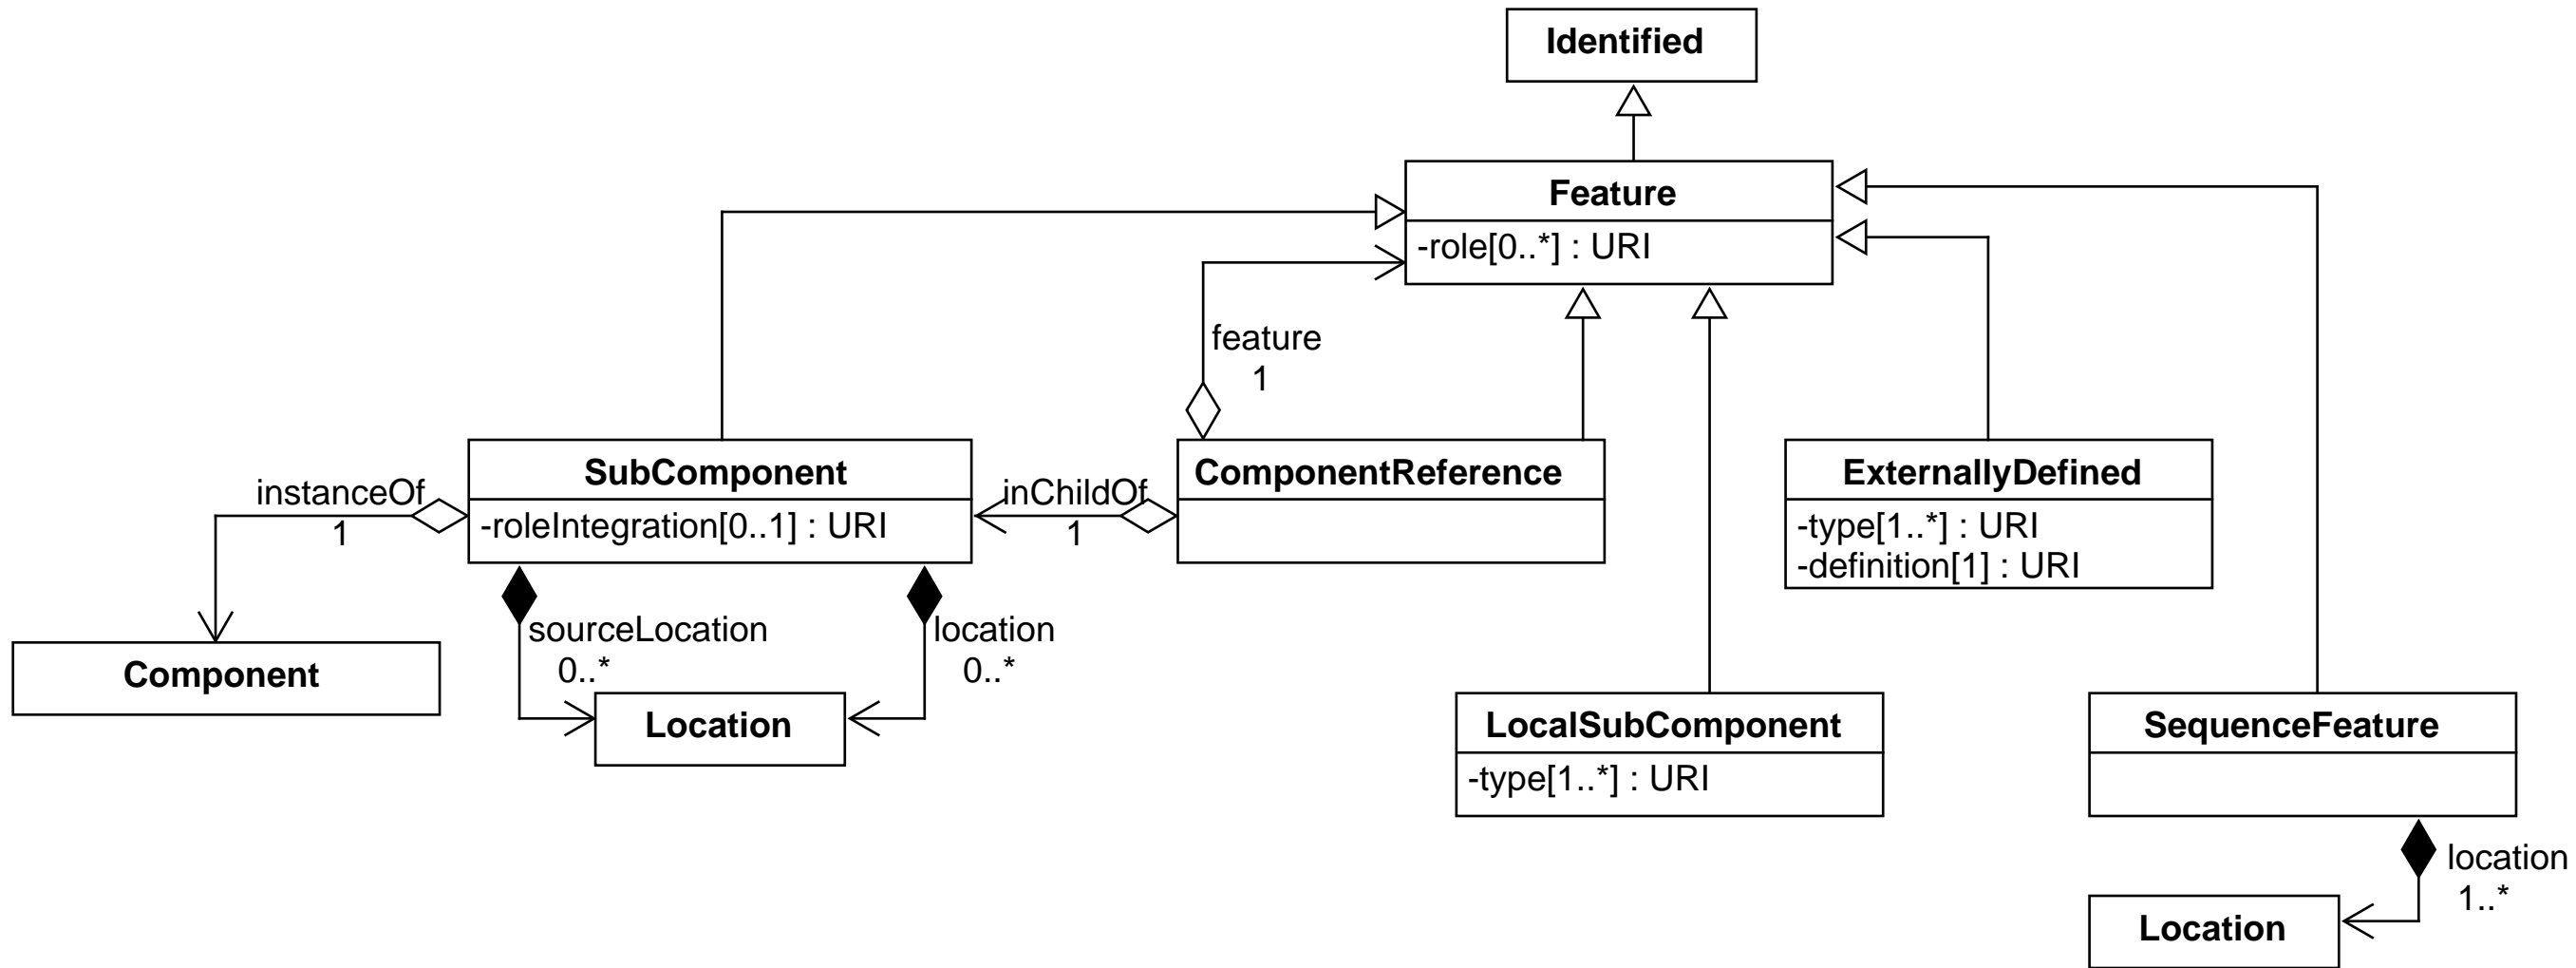 Identified
Feature
-role[0..*] : URI
feature
1
SubComponent
-roleIntegration[0..1] : URI
instanceOf
1
inChildOf
1
ComponentReference
ExternallyDefined
-type[1..*] : URI
-definition[1] : URI
sourceLocation
0..*
location
0..*
Component
Location
LocalSubComponent
-type[1..*] : URI
SequenceFeature
location
1..*
Location